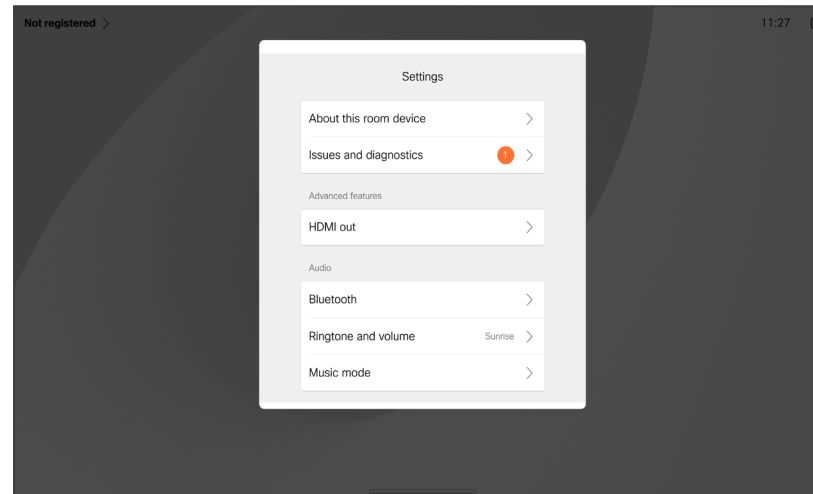 Not registered
11:27
Settings
About this room device
Issues and diagnostics 1
Advanced features
HDMI out
Audio
Bluetooth
Ringtone and volume Sunrise
Music mode